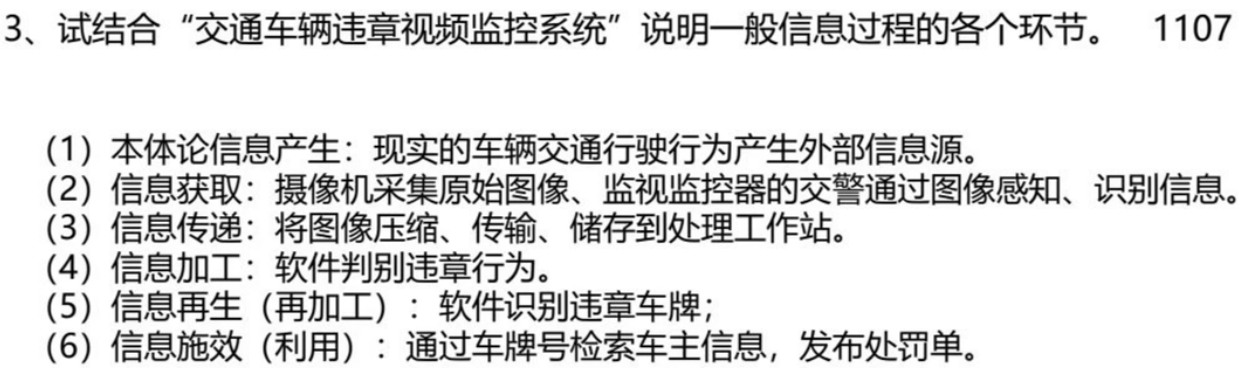 3、试结合“交通车辆违章视频监控系统”说明一般信息过程的各个环节。 1107
（1）本体论信息产生：现实的车辆交通行驶行为产生外部信息源。
（2）信息获取：摄像机采集原始图像、监视监控器的交警通过图像感知、识别信息。
（3）信息传递：将图像压缩、传输、储存到处理工作站。
（4）信息加工：软件判别违章行为。
（5）信息再生（再加工）：软件识别违章车牌；
（6）信息施效（利用）：通过车牌号检索车主信息，发布处罚单。